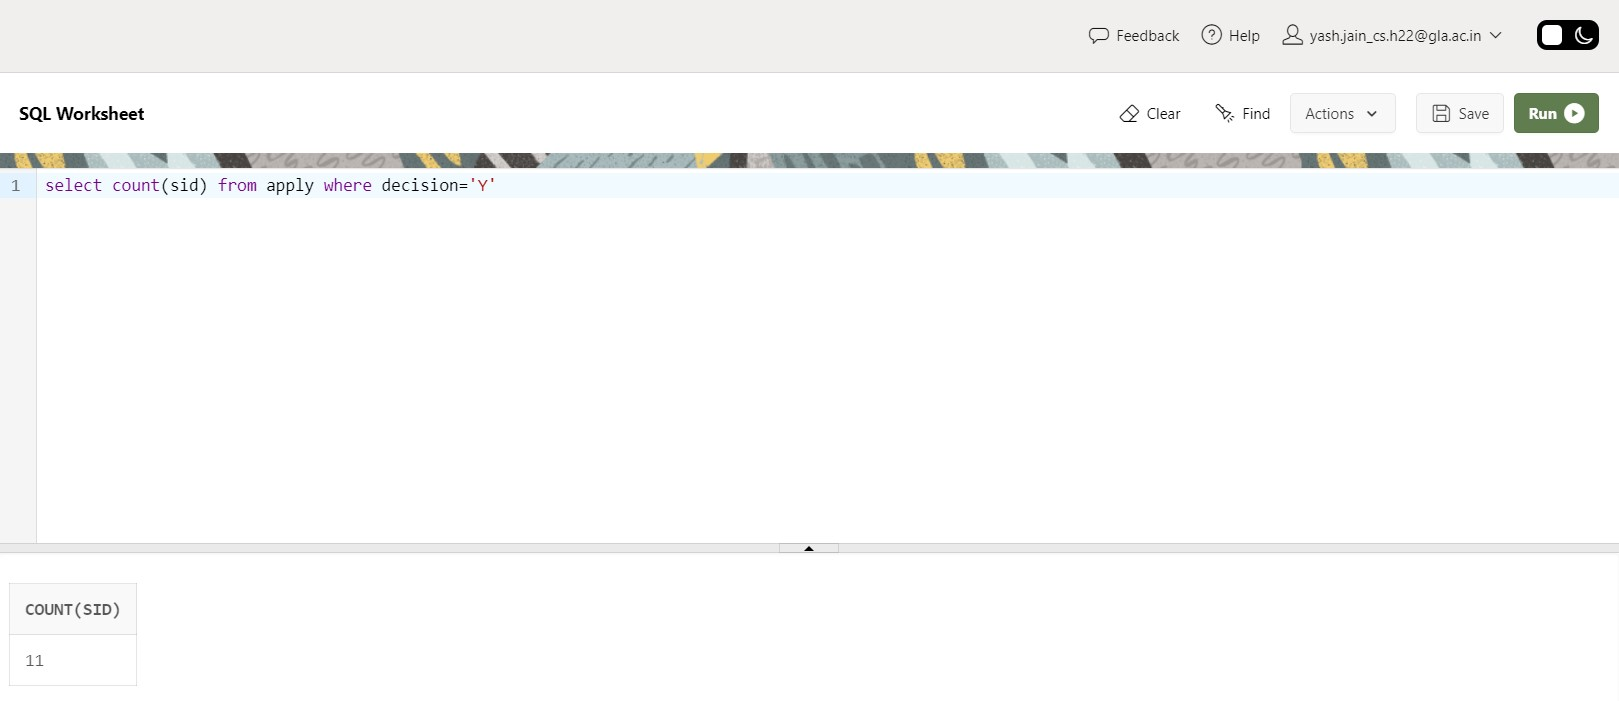 Feedback Help yash.jain_cs.h22@gla.ac.in
SQL Worksheet Clear Find Actions Save Run
1 select count(sid) from apply where decision='Y'
COUNT(SID)
11